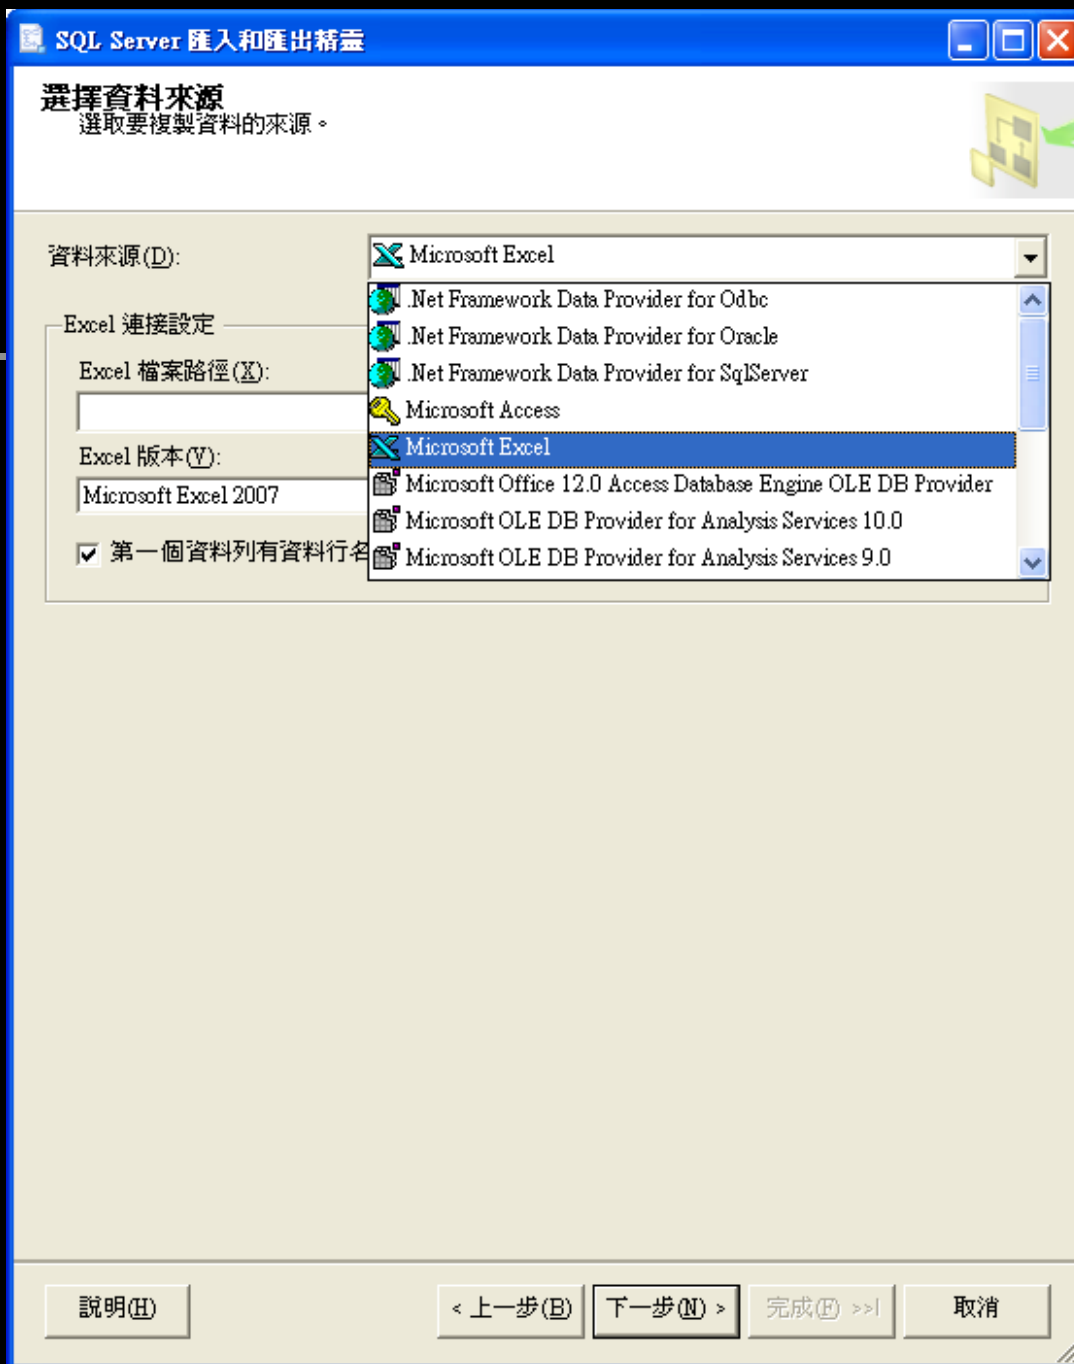 SQL Server 匯入和匯出精靈
選擇資料來源
選取要複製資料的來源。
資料來源(D):
Microsoft Excel
.Net Framework Data Provider for Odbc
.Net Framework Data Provider for Oracle
.Net Framework Data Provider for SqlServer
Microsoft Access
Microsoft Excel
Microsoft Office 12.0 Access Database Engine OLE DB Provider
Microsoft OLE DB Provider for Analysis Services 10.0
Microsoft OLE DB Provider for Analysis Services 9.0
Excel 連接設定
Excel 檔案路徑(X):
Excel 版本(V):
Microsoft Excel 2007
第一個資料列有資料行名
說明(H)
< 上一步(B)
下一步(N) >
完成(F) >>|
取消